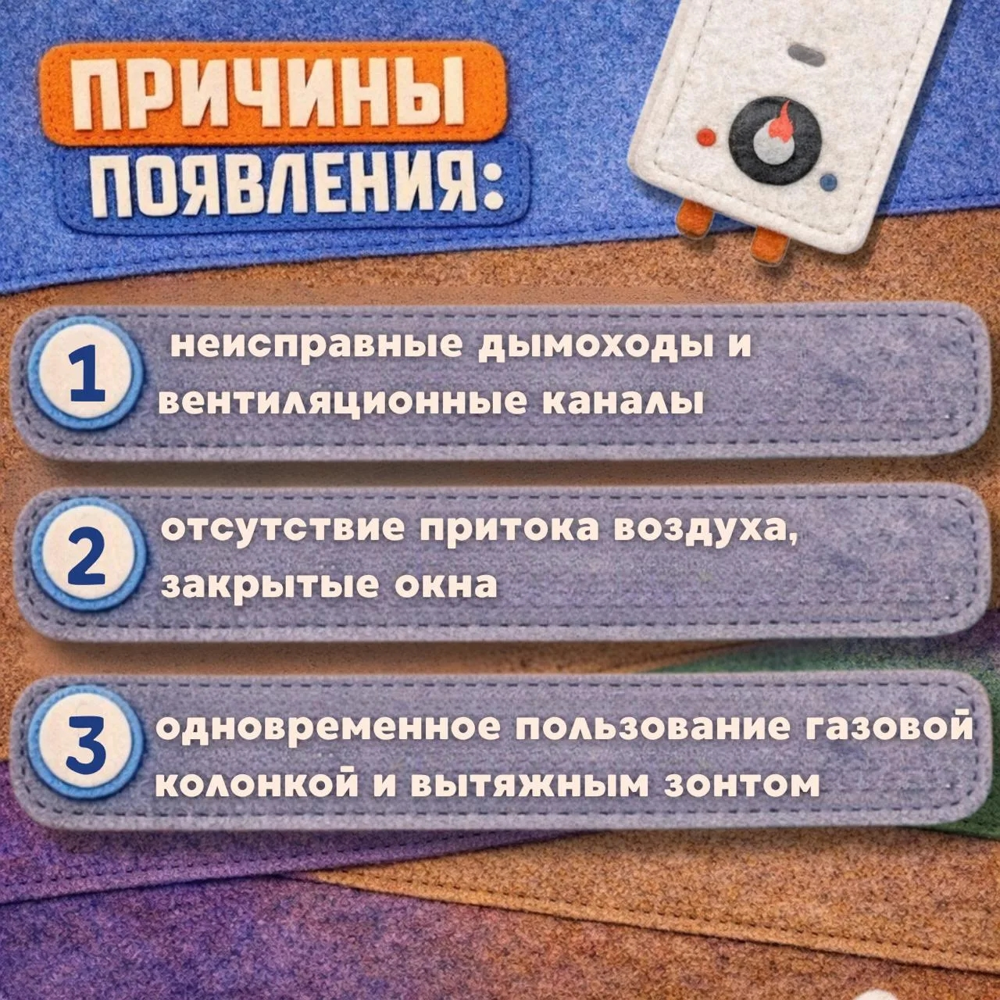 ПРИЧИНЫ
ПОЯВЛЕНИЯ:
1
неисправные дымоходы и
вентиляционные каналы
2
отсутствие притока воздуха,
закрытые окна
3
одновременное пользование газовой
колонкой и вытяжным зонтом